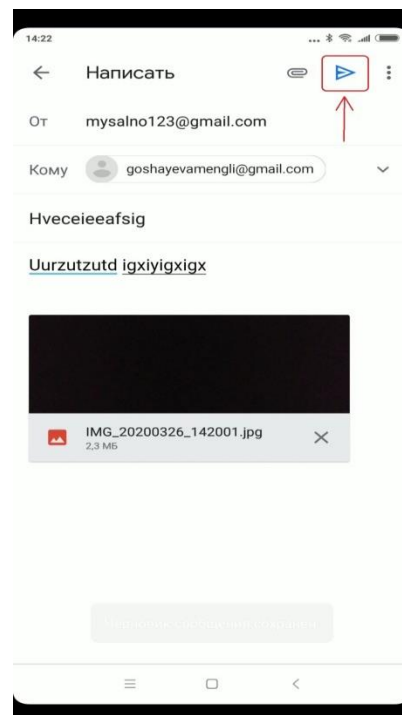 14:22
Написать
От mysalno123@gmail.com
Кому goshayevamengli@gmail.com
Hveceieeafsig
Uurzutzutd igxiyigxigx
IMG_20200326_142001.jpg
2,3 МБ